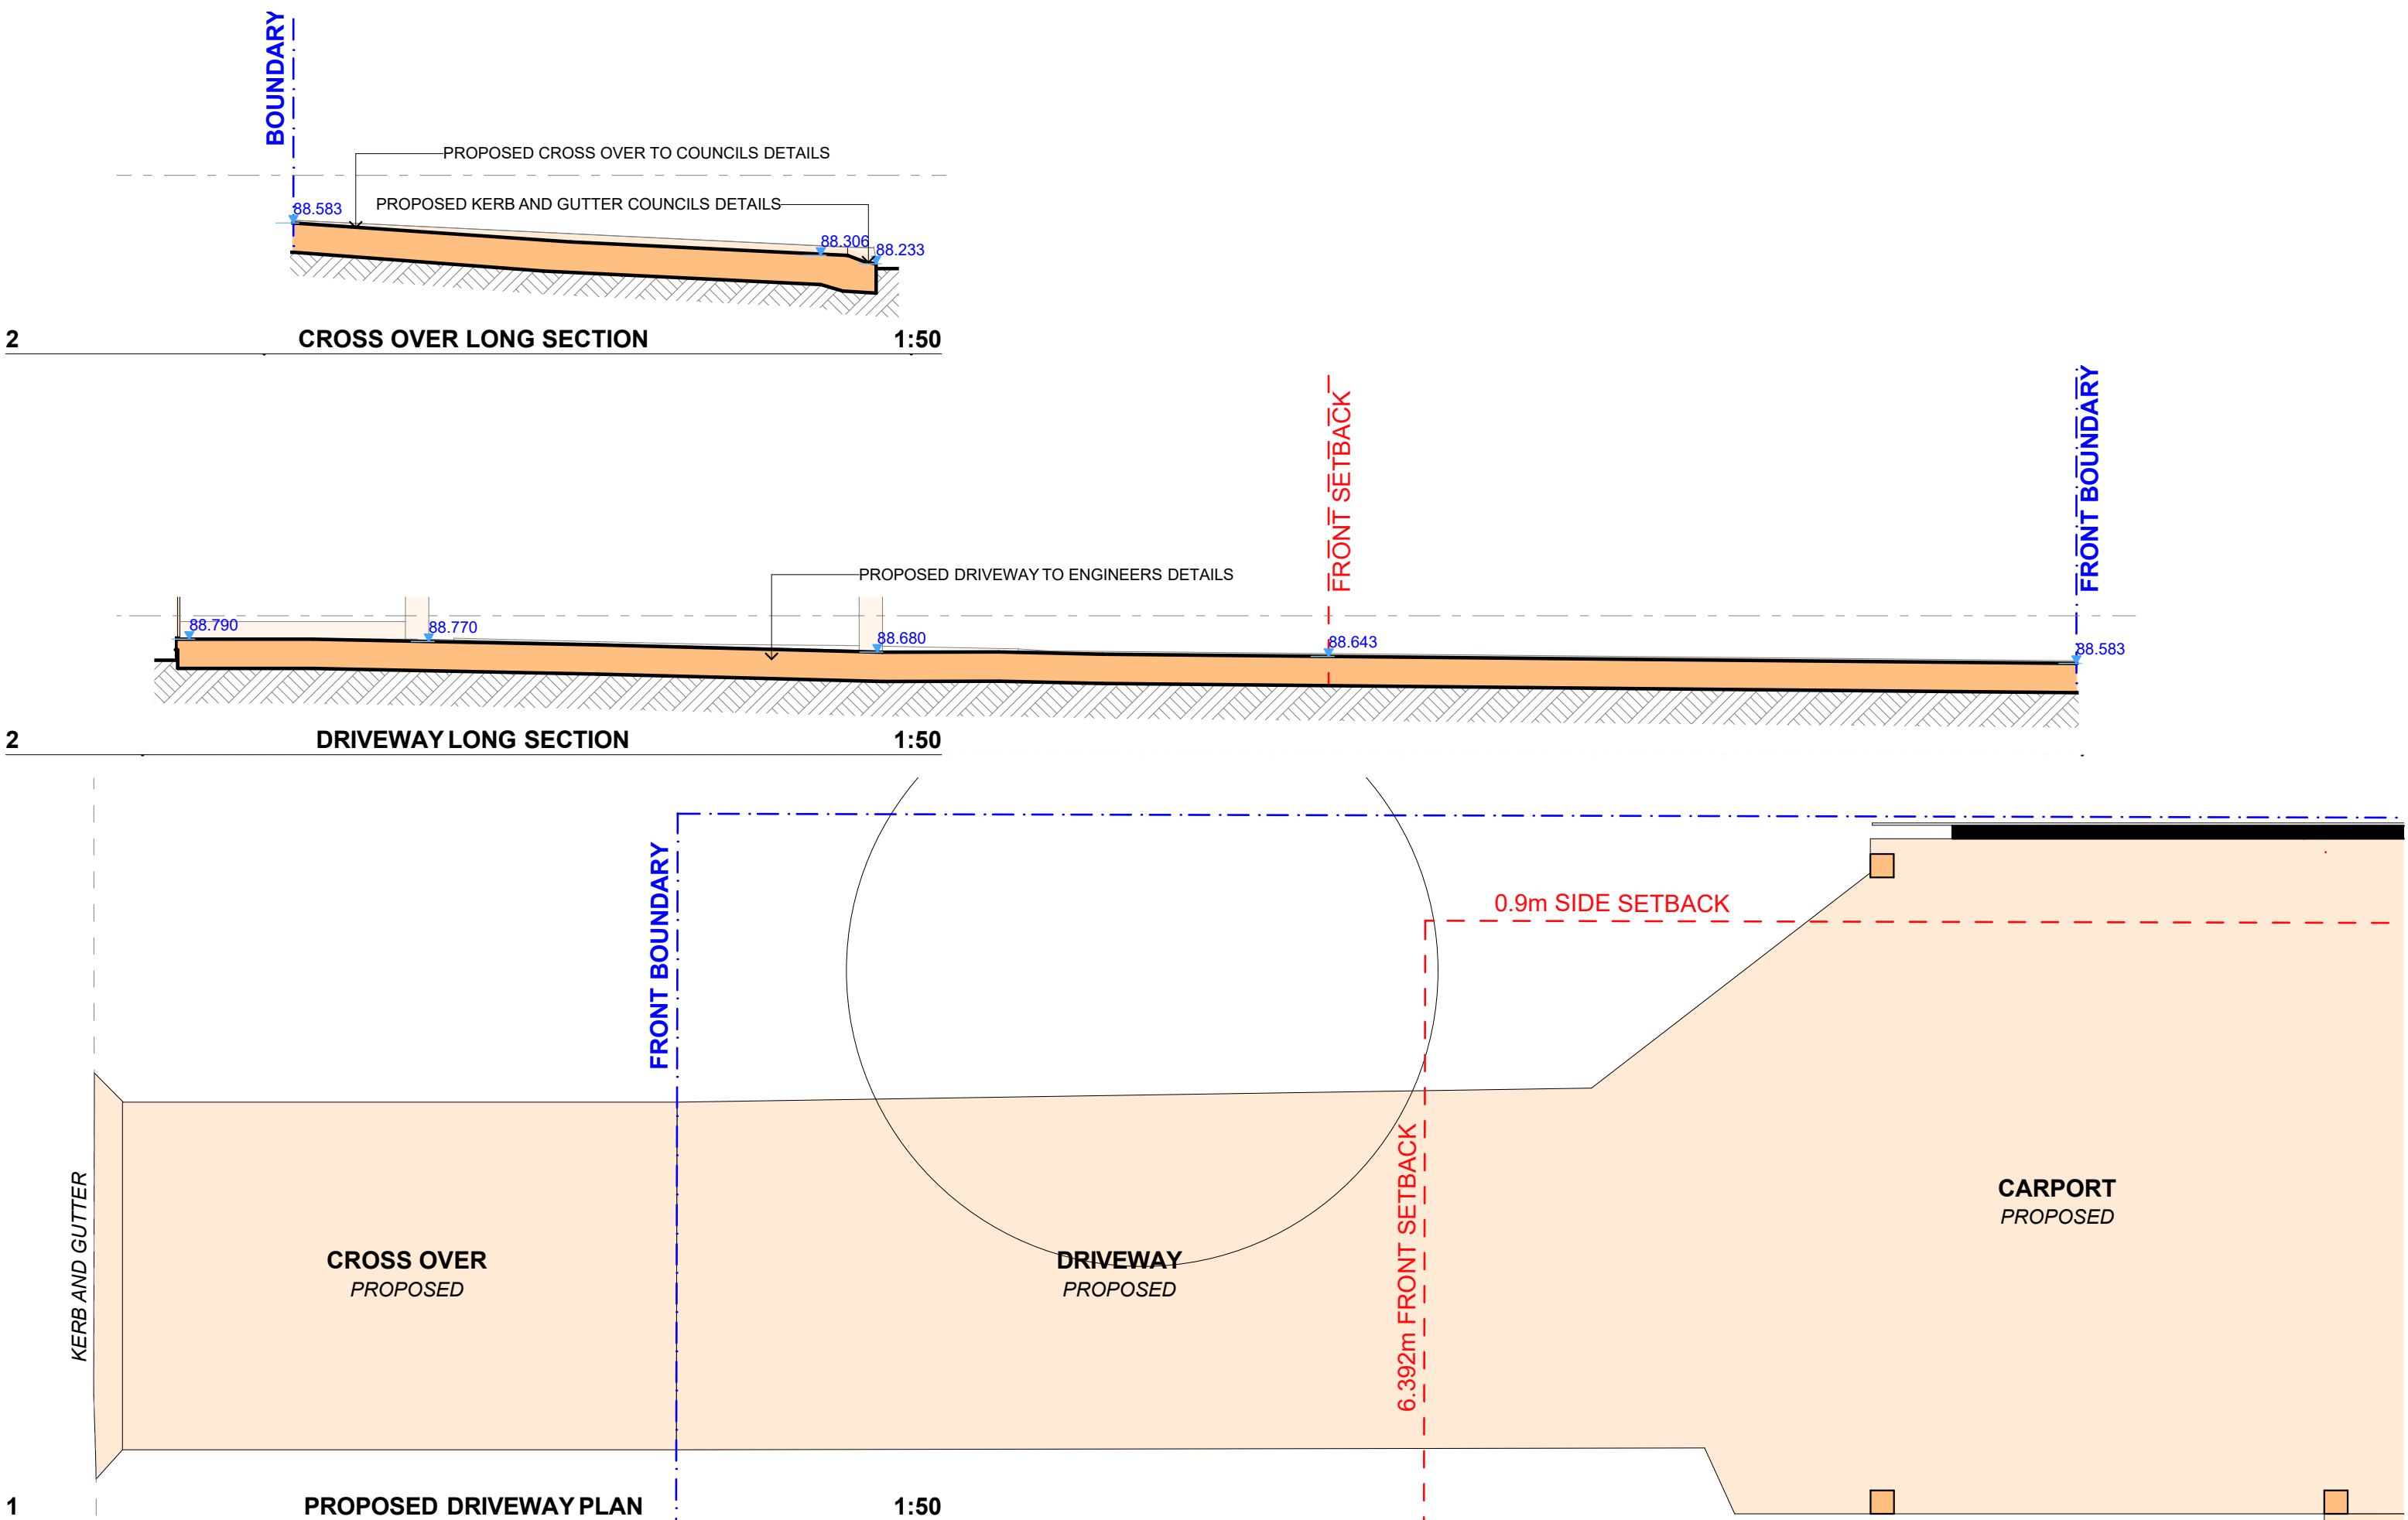 BOUNDARY
PROPOSED CROSS OVER TO COUNCILS DETAILS
88.583
PROPOSED KERB AND GUTTER COUNCILS DETAILS
88.306
88.233
2 CROSS OVER LONG SECTION 1:50
FRONT SETBACK
FRONT BOUNDARY
PROPOSED DRIVEWAY TO ENGINEERS DETAILS
88.790
88.770
88.680
88.643
88.583
2 DRIVEWAY LONG SECTION 1:50
FRONT BOUNDARY
0.9m SIDE SETBACK
KERB AND GUTTER
CROSS OVER
PROPOSED
DRIVEWAY
PROPOSED
6.392m FRONT SETBACK
CARPORT
PROPOSED
1 PROPOSED DRIVEWAY PLAN 1:50